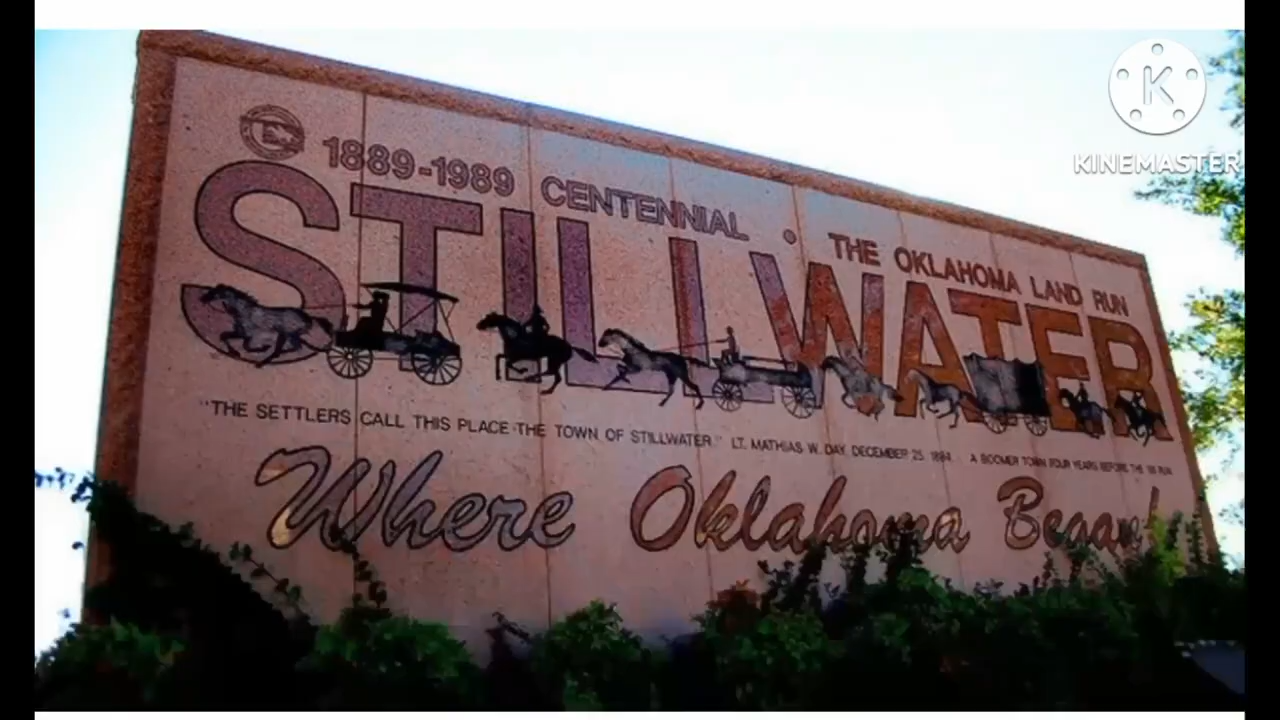 1889-1989 CENTENNIAL • THE OKLAHOMA LAND RUN
STILLWATER
"THE SETTLERS CALL THIS PLACE THE TOWN OF STILLWATER." LT. MATHIAS W. DAY, DECEMBER 25, 1884 A BOOMER TOWN FOUR YEARS BEFORE THE '89 RUN
Where Oklahoma Began!
K
KINEMASTER